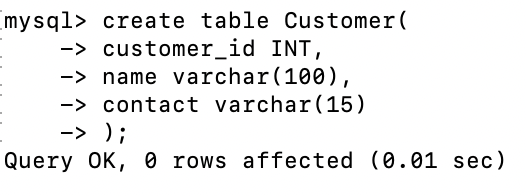 mysql> create table Customer(
    -> customer_id INT,
    -> name varchar(100),
    -> contact varchar(15)
    -> );
Query OK, 0 rows affected (0.01 sec)